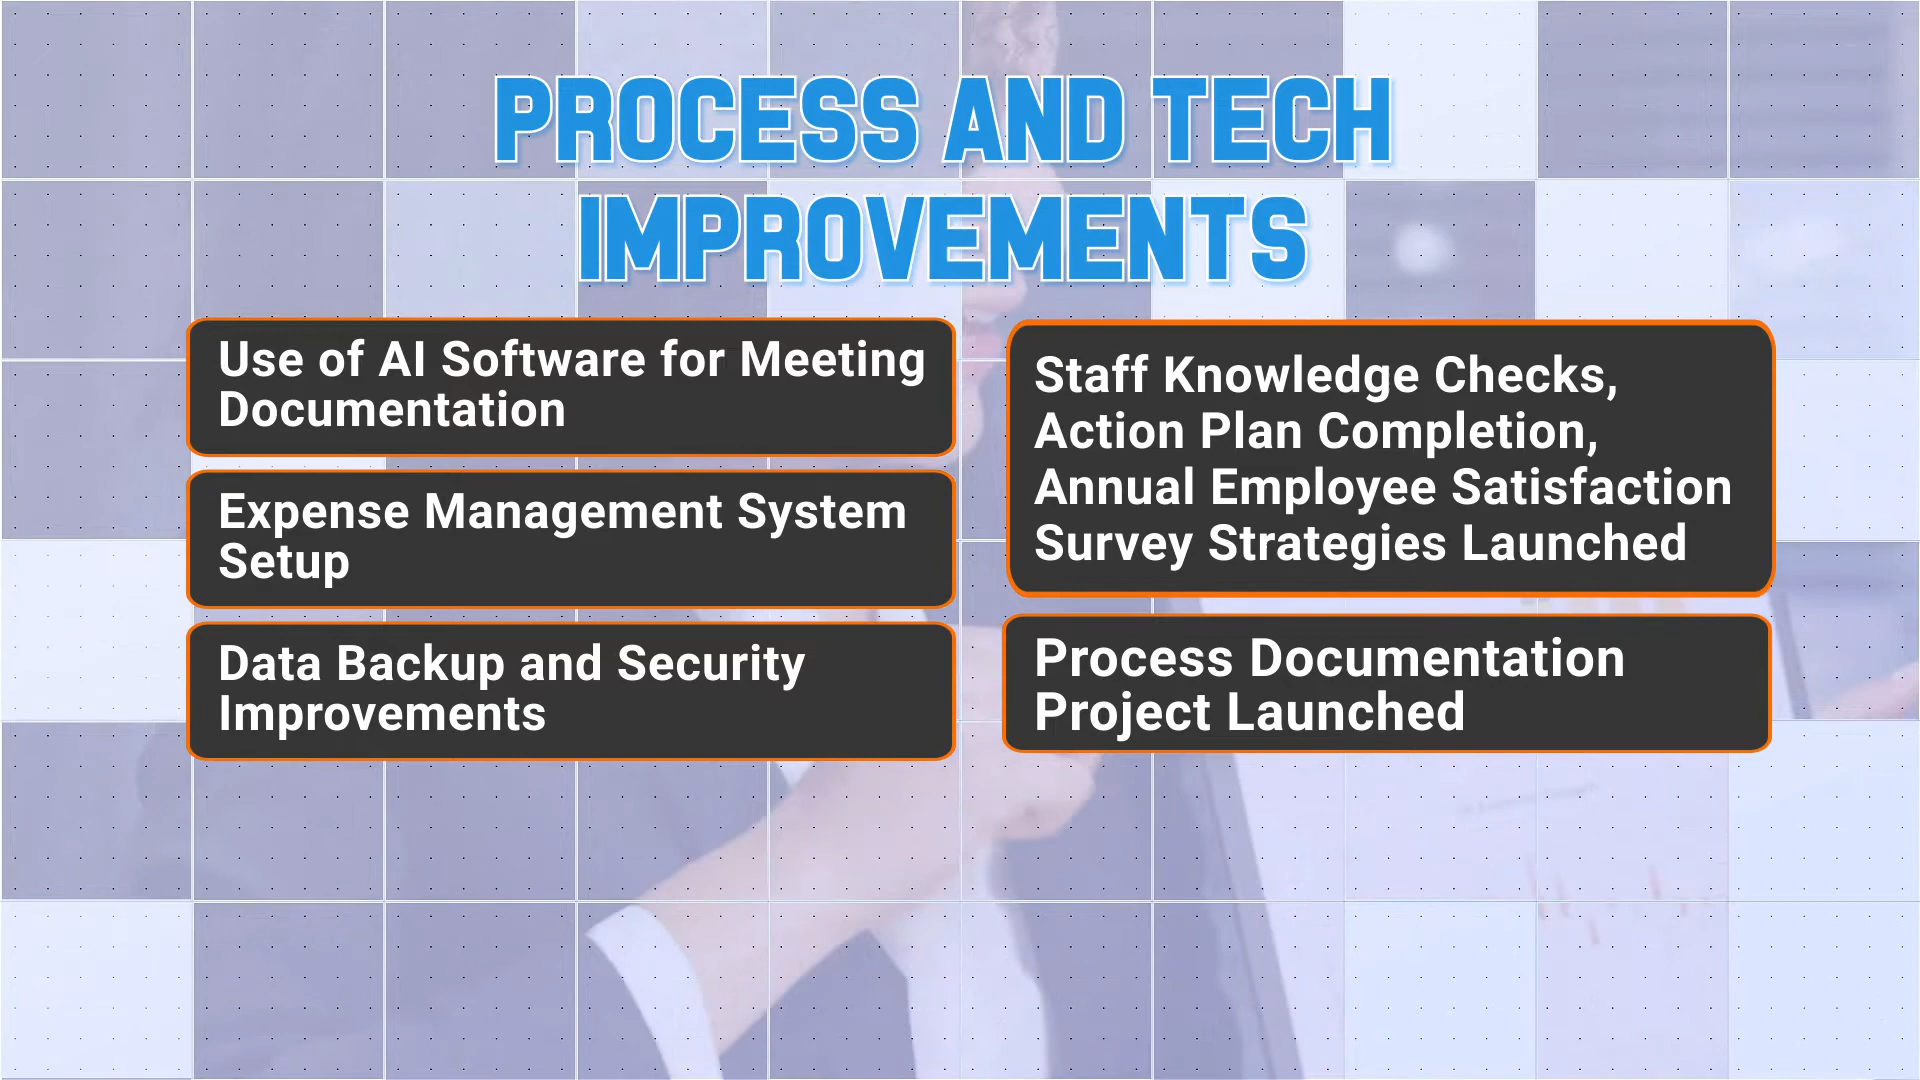 PROCESS AND TECH
IMPROVEMENTS
Use of AI Software for Meeting
Documentation
Expense Management System
Setup
Data Backup and Security
Improvements
Staff Knowledge Checks,
Action Plan Completion,
Annual Employee Satisfaction
Survey Strategies Launched
Process Documentation
Project Launched